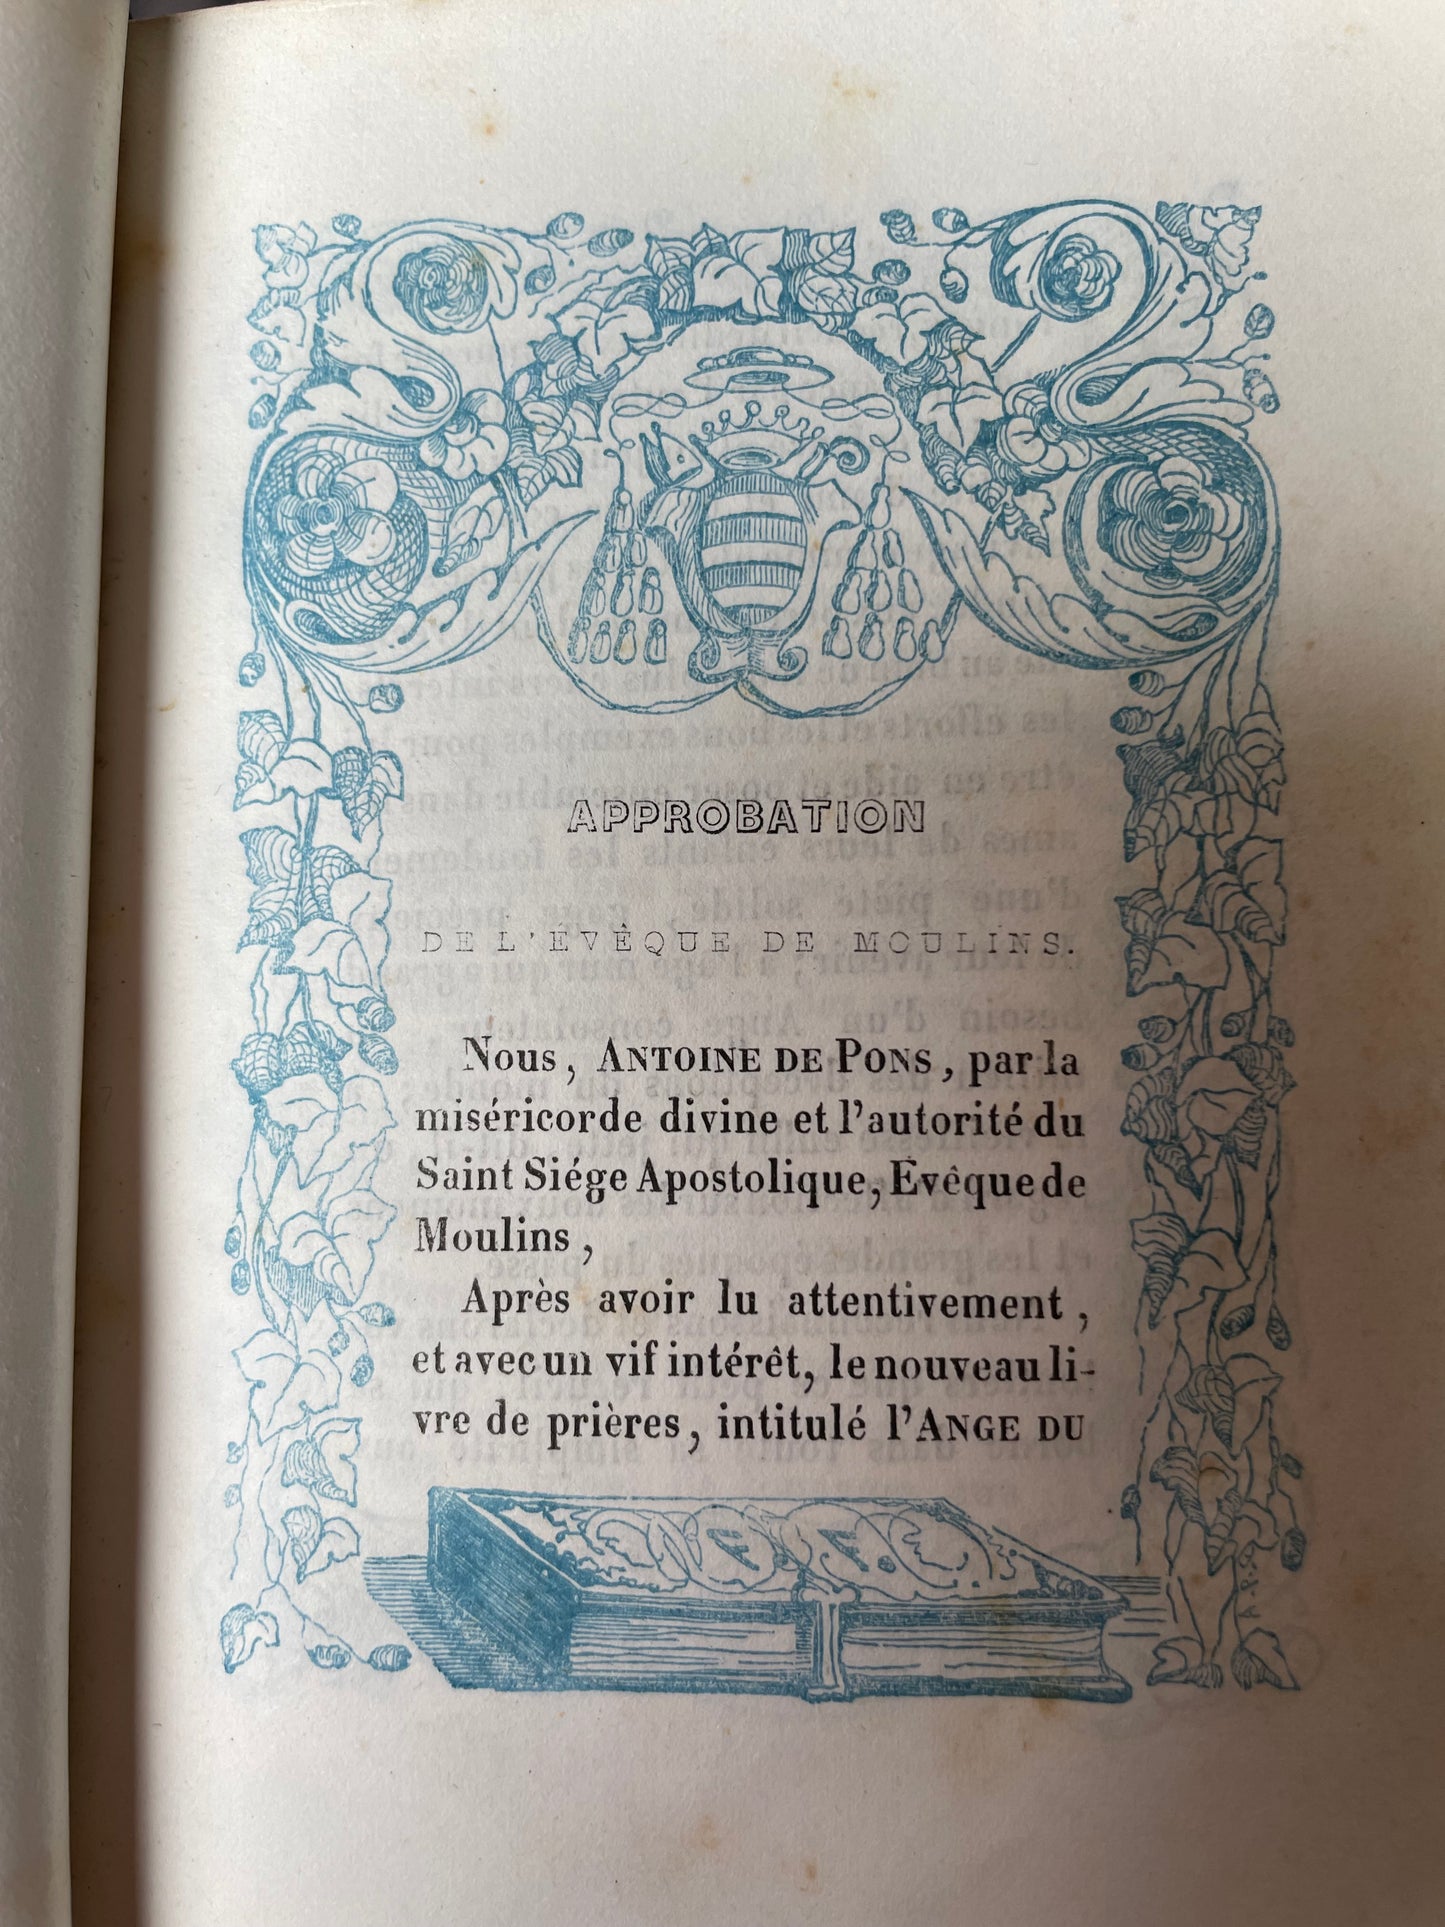 APPROBATION
DE L'ÉVÊQUE DE MOULINS.
Nous, ANTOINE DE PONS, par la
miséricorde divine et l'autorité du
Saint Siége Apostolique, Évêque de
Moulins,
Après avoir lu attentivement,
et avec un vif intérêt, le nouveau li-
vre de prières, intitulé l'ANGE DU